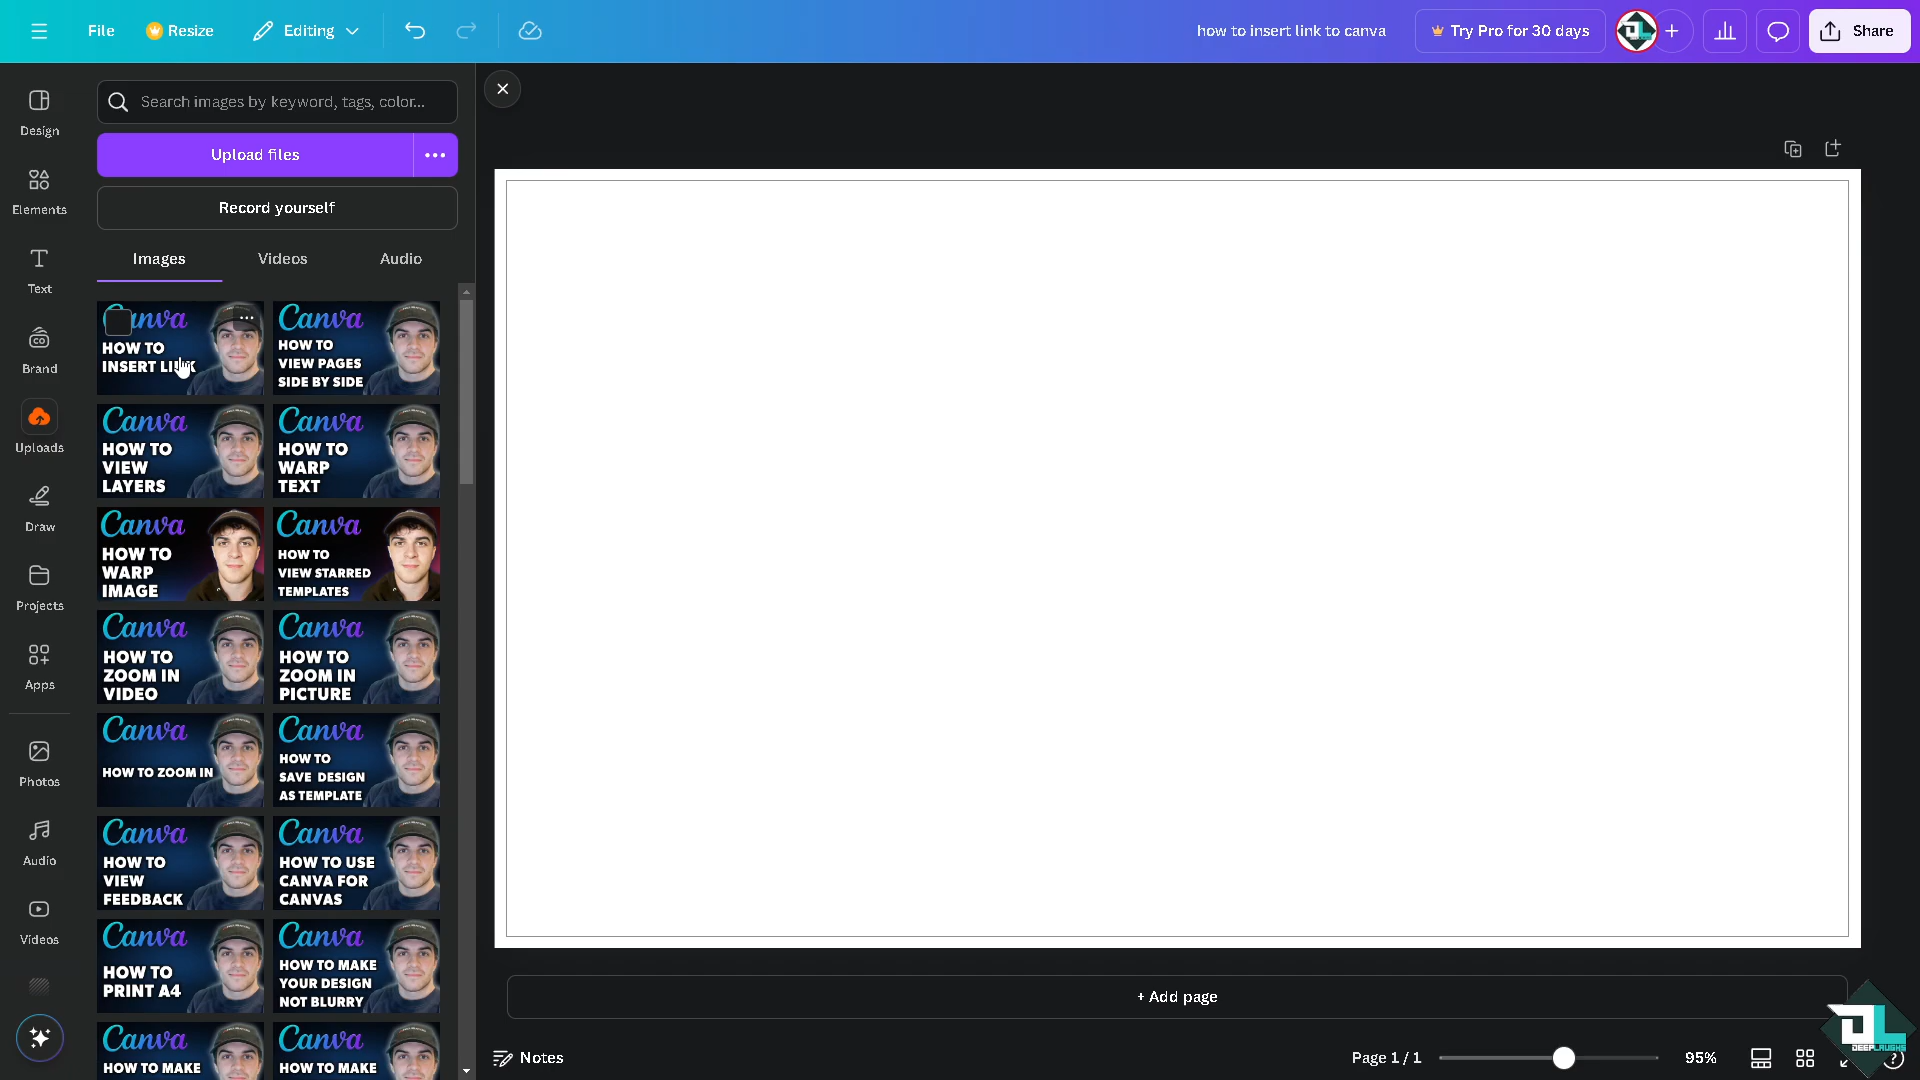 File
Resize
Editing
how to insert link to canva
Try Pro for 30 days
Share
Design
Elements
Text
Brand
Uploads
Draw
Projects
Apps
Photos
Audio
Videos
Search images by keyword, tags, color...
Upload files
Record yourself
Images
Videos
Audio
Canva
HOW TO
INSERT LINK
Canva
HOW TO
VIEW PAGES
SIDE BY SIDE
Canva
HOW TO
VIEW
LAYERS
Canva
HOW TO
WARP
TEXT
Canva
HOW TO
WARP
IMAGE
Canva
HOW TO
VIEW STARRED
TEMPLATES
Canva
HOW TO
ZOOM IN
VIDEO
Canva
HOW TO
ZOOM IN
PICTURE
Canva
HOW TO ZOOM IN
Canva
HOW TO
SAVE DESIGN
AS TEMPLATE
Canva
HOW TO
VIEW
FEEDBACK
Canva
HOW TO USE
CANVA FOR
CANVAS
Canva
HOW TO
PRINT A4
Canva
HOW TO MAKE
YOUR DESIGN
NOT BLURRY
Canva
HOW TO MAKE
Canva
HOW TO MAKE
+ Add page
Notes
Page 1 / 1
95%
DL
DEEPLAUGHS